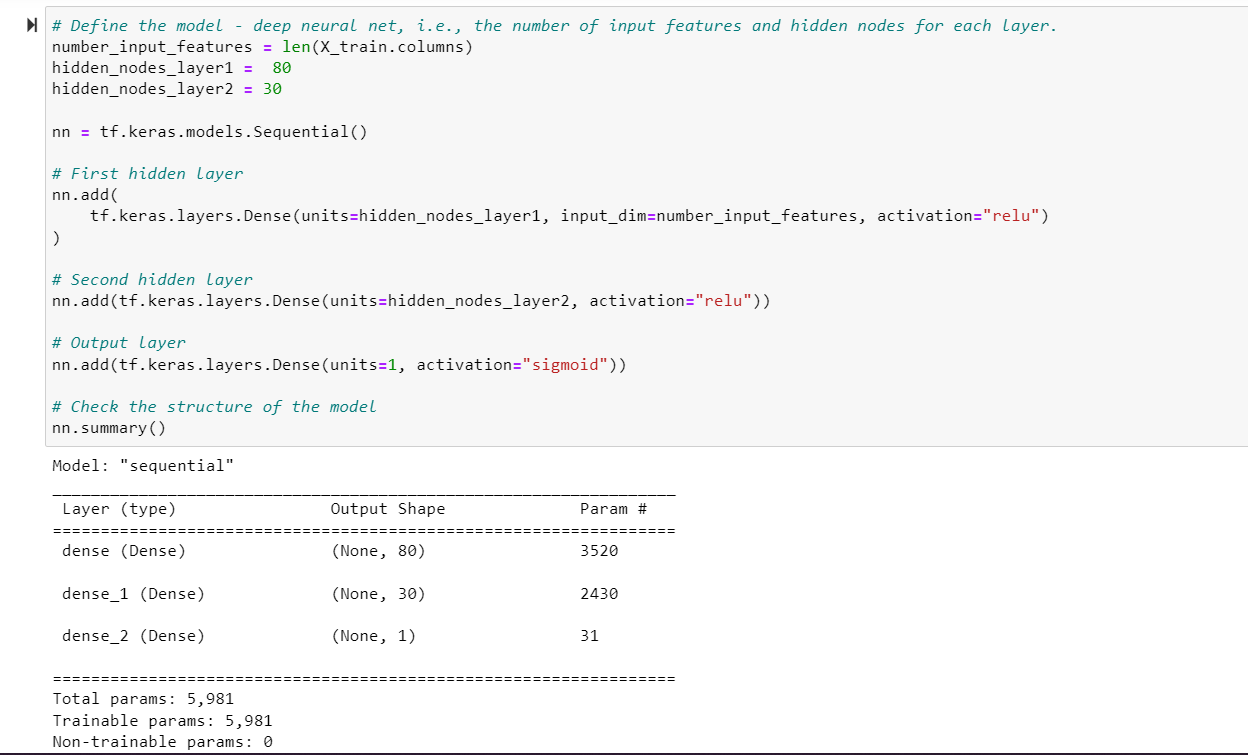 # Define the model - deep neural net, i.e., the number of input features and hidden nodes for each layer.
number_input_features = len(X_train.columns)
hidden_nodes_layer1 =  80
hidden_nodes_layer2 = 30

nn = tf.keras.models.Sequential()

# First hidden layer
nn.add(
    tf.keras.layers.Dense(units=hidden_nodes_layer1, input_dim=number_input_features, activation="relu")
)

# Second hidden layer
nn.add(tf.keras.layers.Dense(units=hidden_nodes_layer2, activation="relu"))

# Output layer
nn.add(tf.keras.layers.Dense(units=1, activation="sigmoid"))

# Check the structure of the model
nn.summary()
Model: "sequential"
_________________________________________________________________
 Layer (type)                Output Shape              Param #
=================================================================
 dense (Dense)               (None, 80)                3520

 dense_1 (Dense)             (None, 30)                2430

 dense_2 (Dense)             (None, 1)                 31

=================================================================
Total params: 5,981
Trainable params: 5,981
Non-trainable params: 0